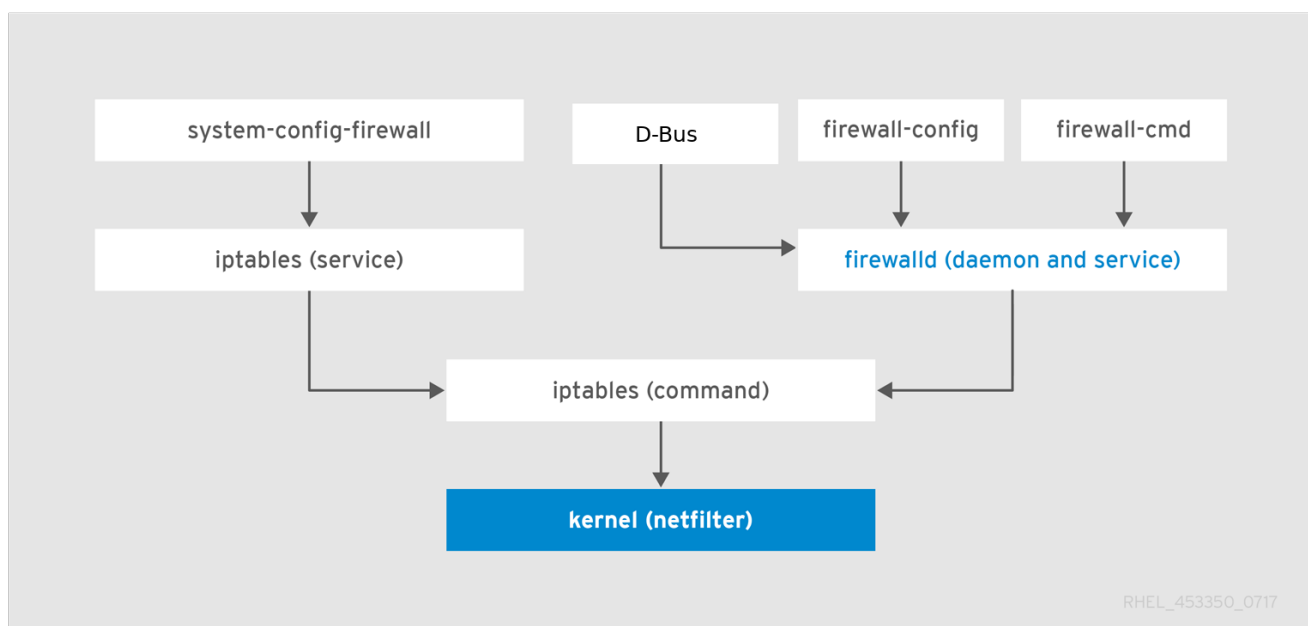 system-config-firewall
D-Bus
firewall-config
firewall-cmd
iptables (service)
firewalld (daemon and service)
iptables (command)
kernel (netfilter)
RHEL_453350_0717